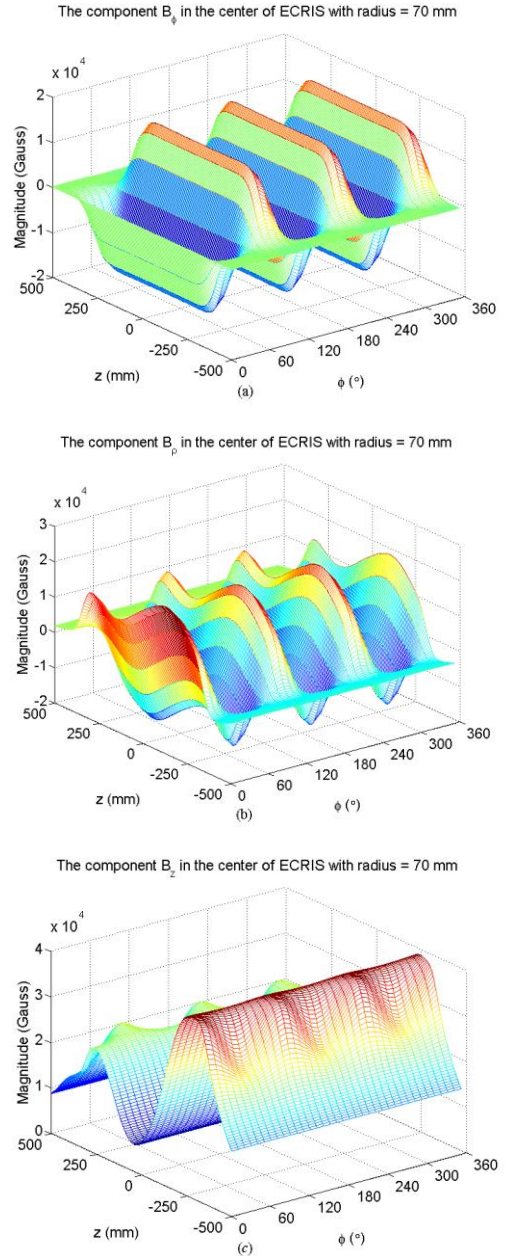 The component B_ϕ in the center of ECRIS with radius = 70 mm
x 10^4
2
1
0
-1
-2
Magnitude (Gauss)
500
250
0
-250
-500
z (mm)
0
60
120
180
240
300
360
ϕ (°)
(a)
The component B_ρ in the center of ECRIS with radius = 70 mm
x 10^4
3
2
1
0
-1
-2
Magnitude (Gauss)
500
250
0
-250
-500
z (mm)
0
60
120
180
240
300
360
ϕ (°)
(b)
The component B_z in the center of ECRIS with radius = 70 mm
x 10^4
4
3
2
1
0
Magnitude (Gauss)
500
250
0
-250
-500
z (mm)
0
60
120
180
240
300
360
ϕ (°)
(c)